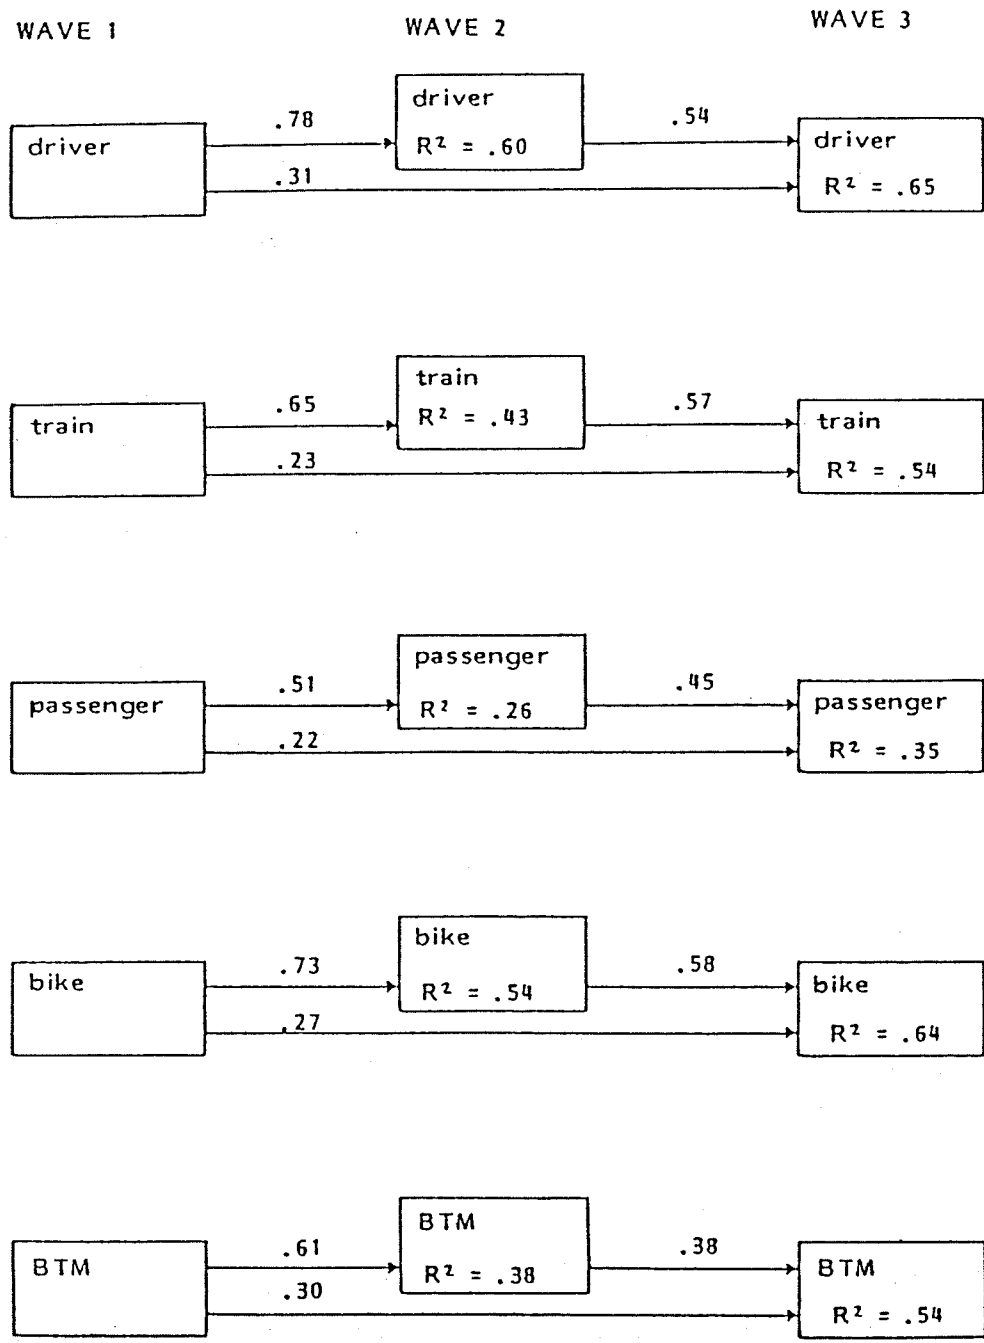 WAVE 1
WAVE 2
WAVE 3
driver
.78
.31
driver
R² = .60
.54
driver
R² = .65
train
.65
.23
train
R² = .43
.57
train
R² = .54
passenger
.51
.22
passenger
R² = .26
.45
passenger
R² = .35
bike
.73
.27
bike
R² = .54
.58
bike
R² = .64
BTM
.61
.30
BTM
R² = .38
.38
BTM
R² = .54